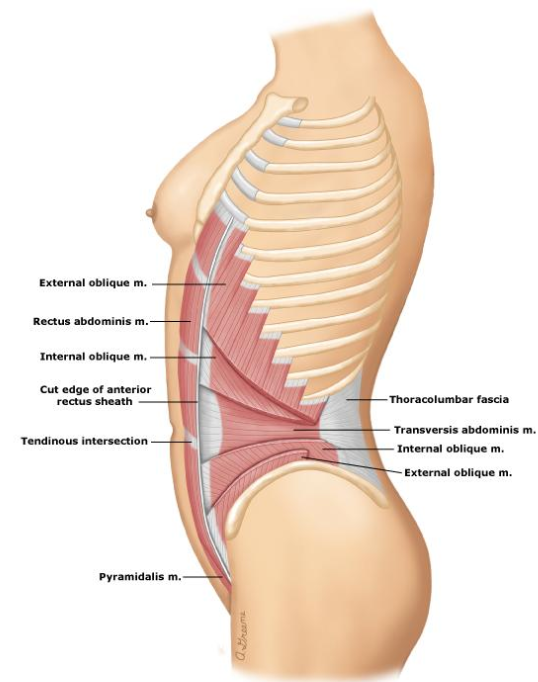 External oblique m.
Rectus abdominis m.
Internal oblique m.
Cut edge of anterior
rectus sheath
Tendinous intersection
Pyramidalis m.
Thoracolumbar fascia
Transversis abdominis m.
Internal oblique m.
External oblique m.
A Greene